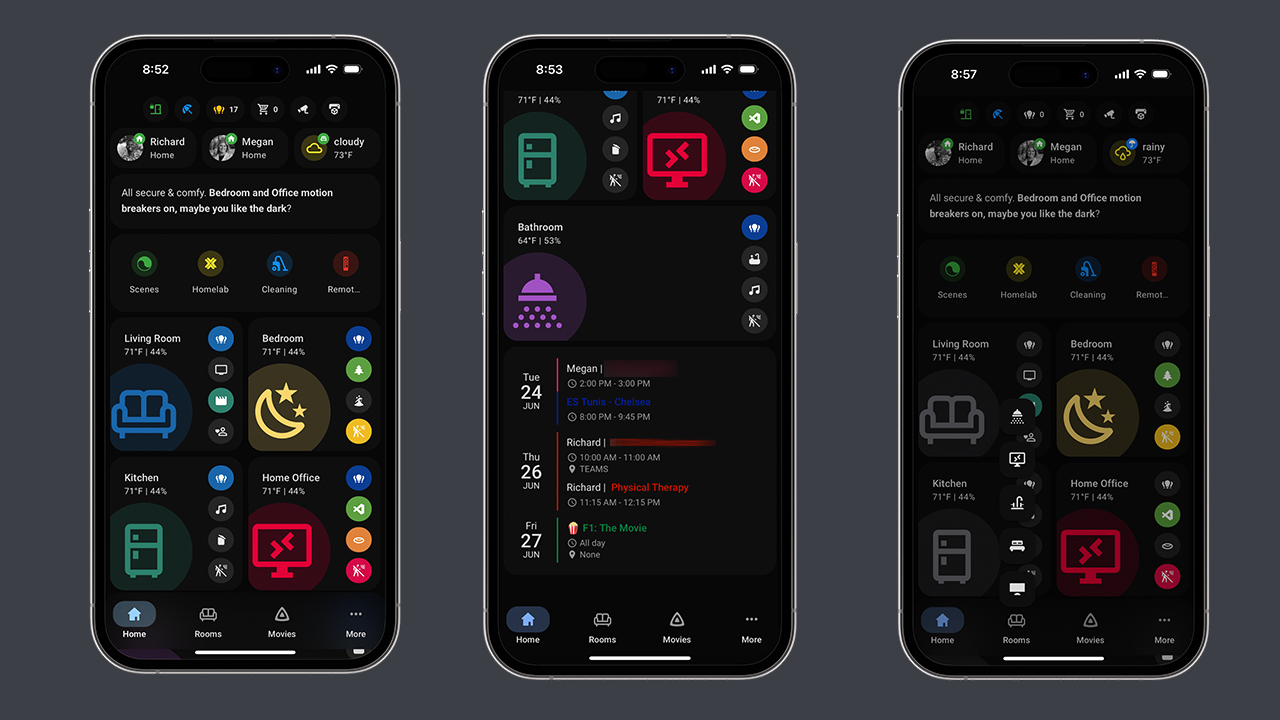 8:52
17
0
Richard
Home
Megan
Home
cloudy
73°F
All secure & comfy. Bedroom and Office motion
breakers on, maybe you like the dark?
Scenes
Homelab
Cleaning
Remot...
Living Room
71°F | 44%
Bedroom
71°F | 44%
Kitchen
71°F | 44%
Home Office
71°F | 44%
Home
Rooms
Movies
More
8:53
71°F | 44%
71°F | 44%
Bathroom
64°F | 53%
Tue
24
JUN
Megan |
2:00 PM - 3:00 PM
ES Tunis - Chelsea
8:00 PM - 9:45 PM
Thu
26
JUN
Richard |
10:00 AM - 11:00 AM
TEAMS
Richard | Physical Therapy
11:15 AM - 12:15 PM
Fri
27
JUN
F1: The Movie
All day
None
Home
Rooms
Movies
More
8:57
0
0
Richard
Home
Megan
Home
rainy
73°F
All secure & comfy. Bedroom and Office motion
breakers on, maybe you like the dark?
Scenes
Homelab
Cleaning
Remot...
Living Room
71°F | 44%
Bedroom
71°F | 44%
Kitchen
71°F | 44%
Home Office
71°F | 44%
Home
Rooms
Movies
More